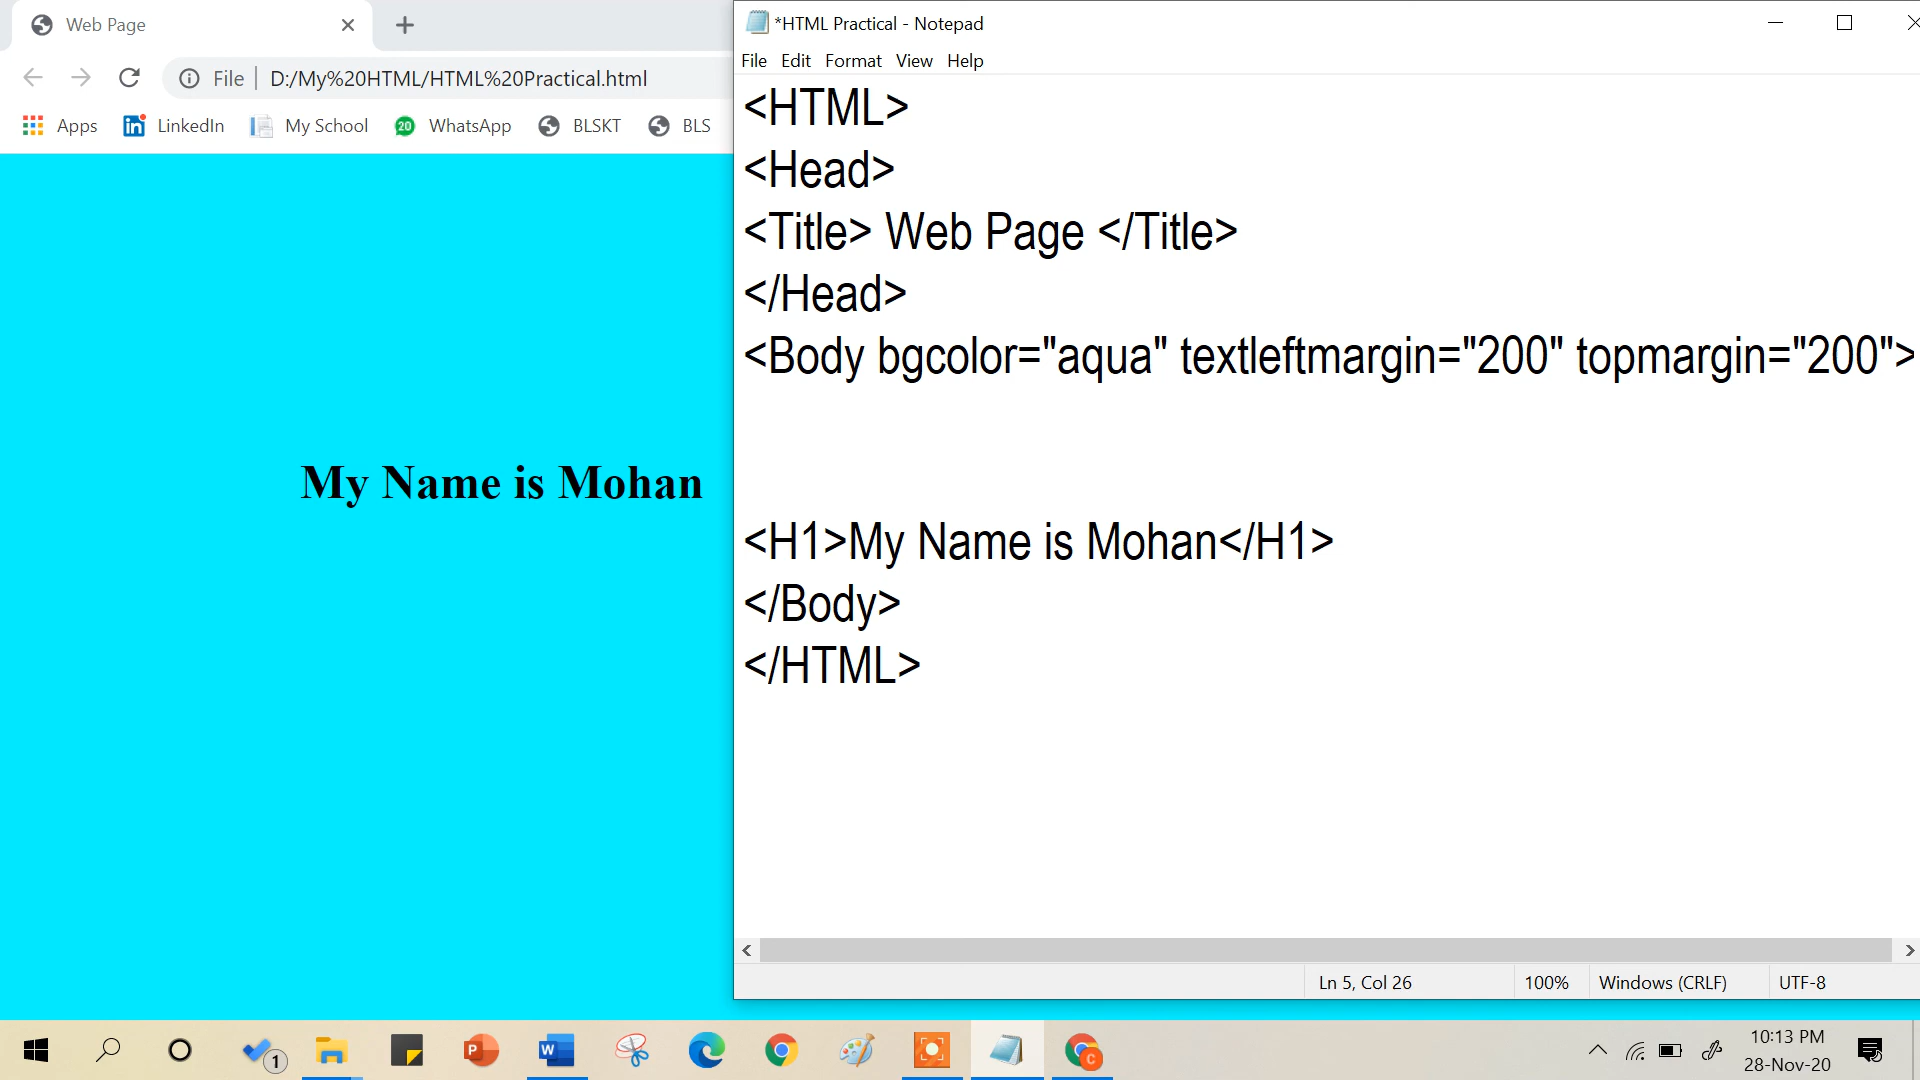 Web Page
File
D:/My%20HTML/HTML%20Practical.html
Apps
LinkedIn
My School
20
WhatsApp
BLSKT
BLS
My Name is Mohan
*HTML Practical - Notepad
File Edit Format View Help
<HTML>
<Head>
<Title> Web Page </Title>
</Head>
<Body bgcolor="aqua" textleftmargin="200" topmargin="200">
<H1>My Name is Mohan</H1>
</Body>
</HTML>
Ln 5, Col 26
100%
Windows (CRLF)
UTF-8
1
P
W
C
10:13 PM
28-Nov-20